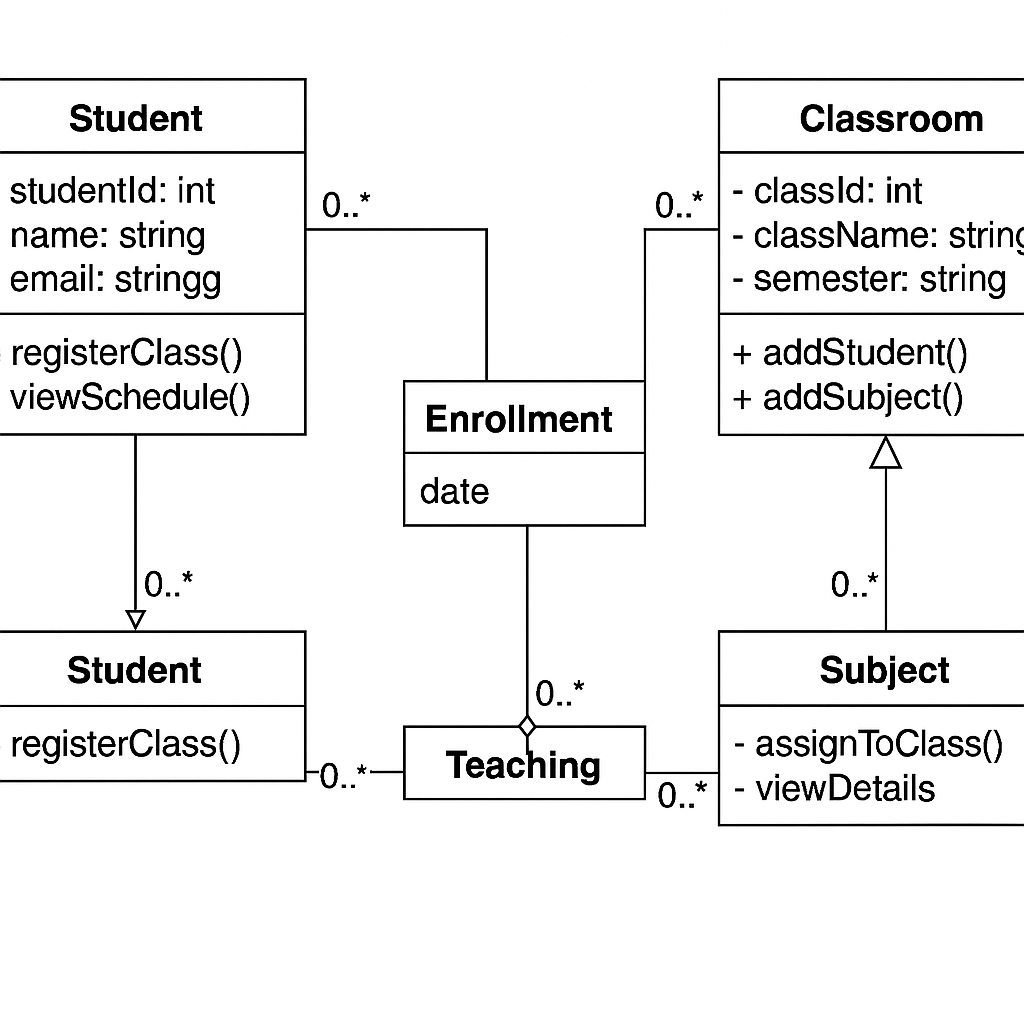 Student
studentId: int
name: string
email: stringg
registerClass()
viewSchedule()
0..*
0..*
Classroom
- classId: int
- className: string
- semester: string
+ addStudent()
+ addSubject()
Enrollment
date
0..*
0..*
Student
registerClass()
0..*
0..*
Teaching
0..*
Subject
- assignToClass()
- viewDetails